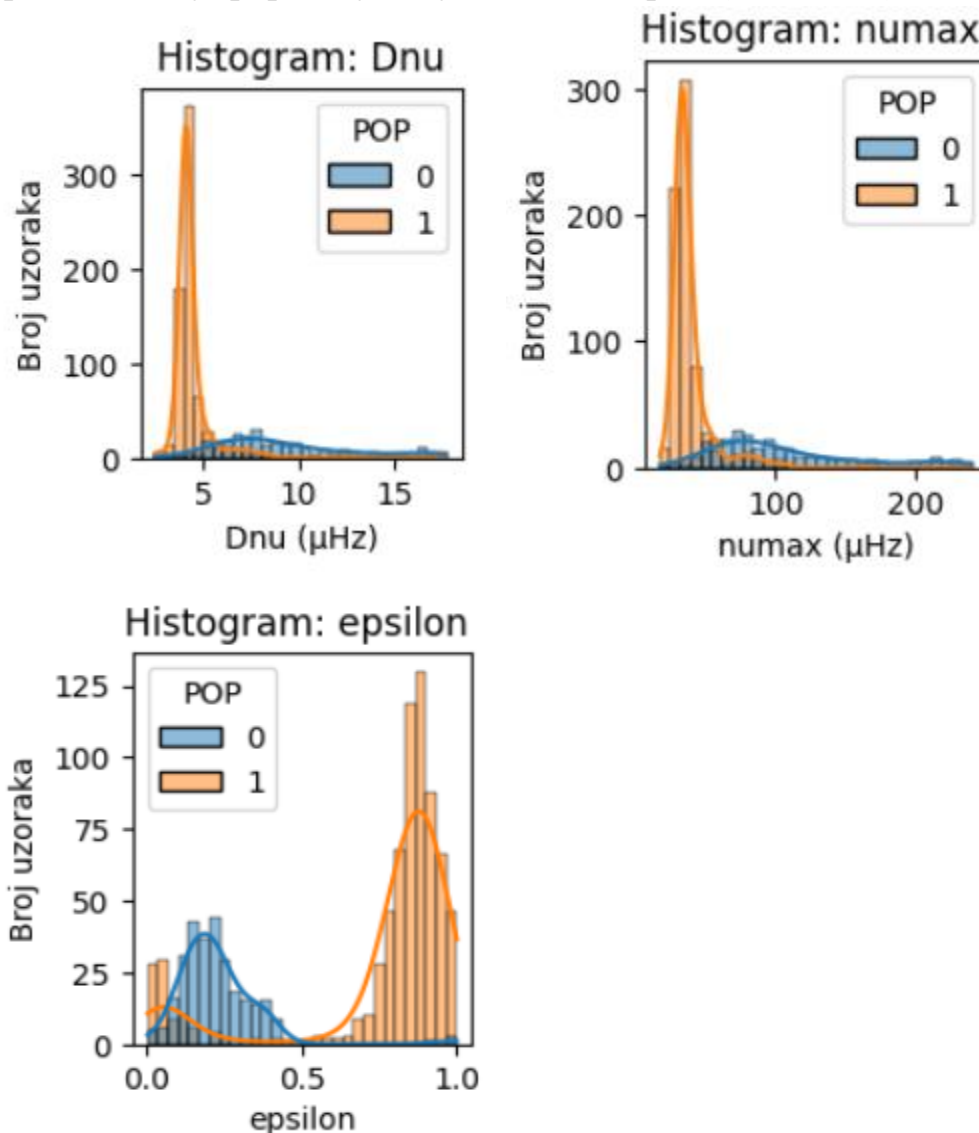 Histogram: Dnu
Broj uzoraka
300
200
100
0
POP
0
1
5
10
15
Dnu (μHz)
Histogram: numax
Broj uzoraka
300
200
100
0
POP
0
1
100
200
numax (μHz)
Histogram: epsilon
Broj uzoraka
125
100
75
50
25
0
POP
0
1
0.0
0.5
1.0
epsilon